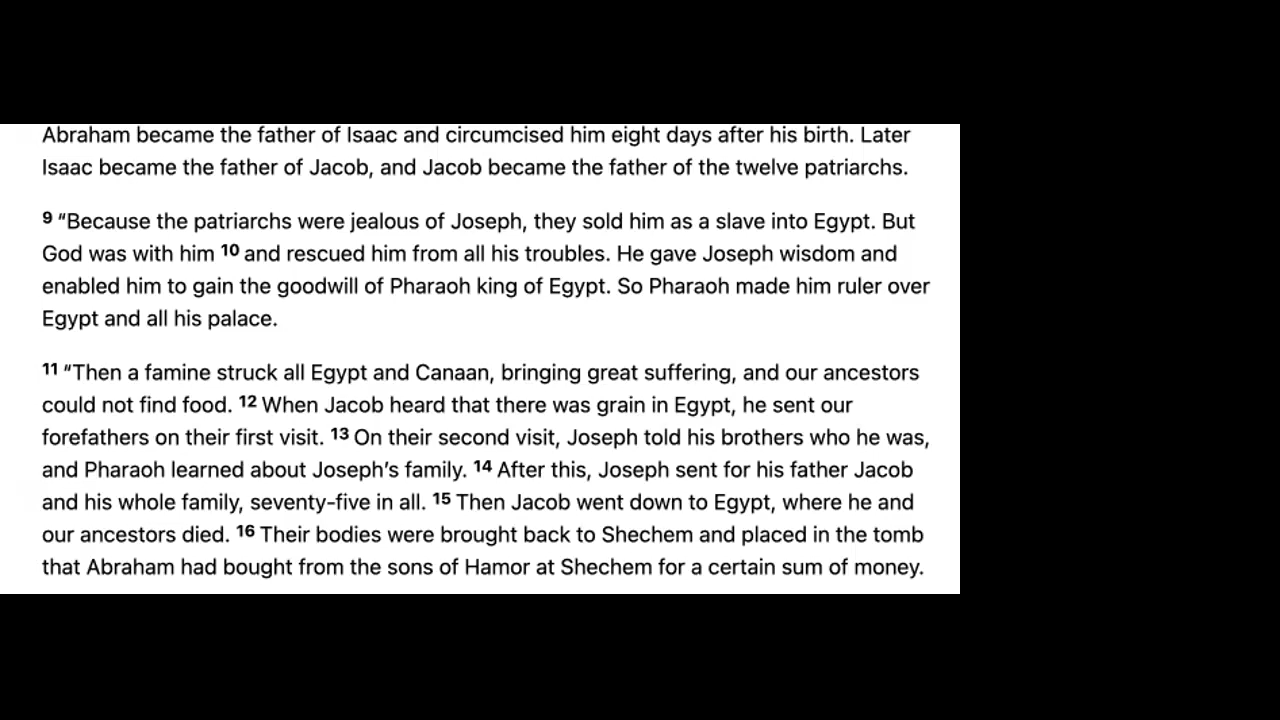 Abraham became the father of Isaac and circumcised him eight days after his birth. Later
Isaac became the father of Jacob, and Jacob became the father of the twelve patriarchs.
9 “Because the patriarchs were jealous of Joseph, they sold him as a slave into Egypt. But
God was with him 10 and rescued him from all his troubles. He gave Joseph wisdom and
enabled him to gain the goodwill of Pharaoh king of Egypt. So Pharaoh made him ruler over
Egypt and all his palace.
11 “Then a famine struck all Egypt and Canaan, bringing great suffering, and our ancestors
could not find food. 12 When Jacob heard that there was grain in Egypt, he sent our
forefathers on their first visit. 13 On their second visit, Joseph told his brothers who he was,
and Pharaoh learned about Joseph’s family. 14 After this, Joseph sent for his father Jacob
and his whole family, seventy-five in all. 15 Then Jacob went down to Egypt, where he and
our ancestors died. 16 Their bodies were brought back to Shechem and placed in the tomb
that Abraham had bought from the sons of Hamor at Shechem for a certain sum of money.